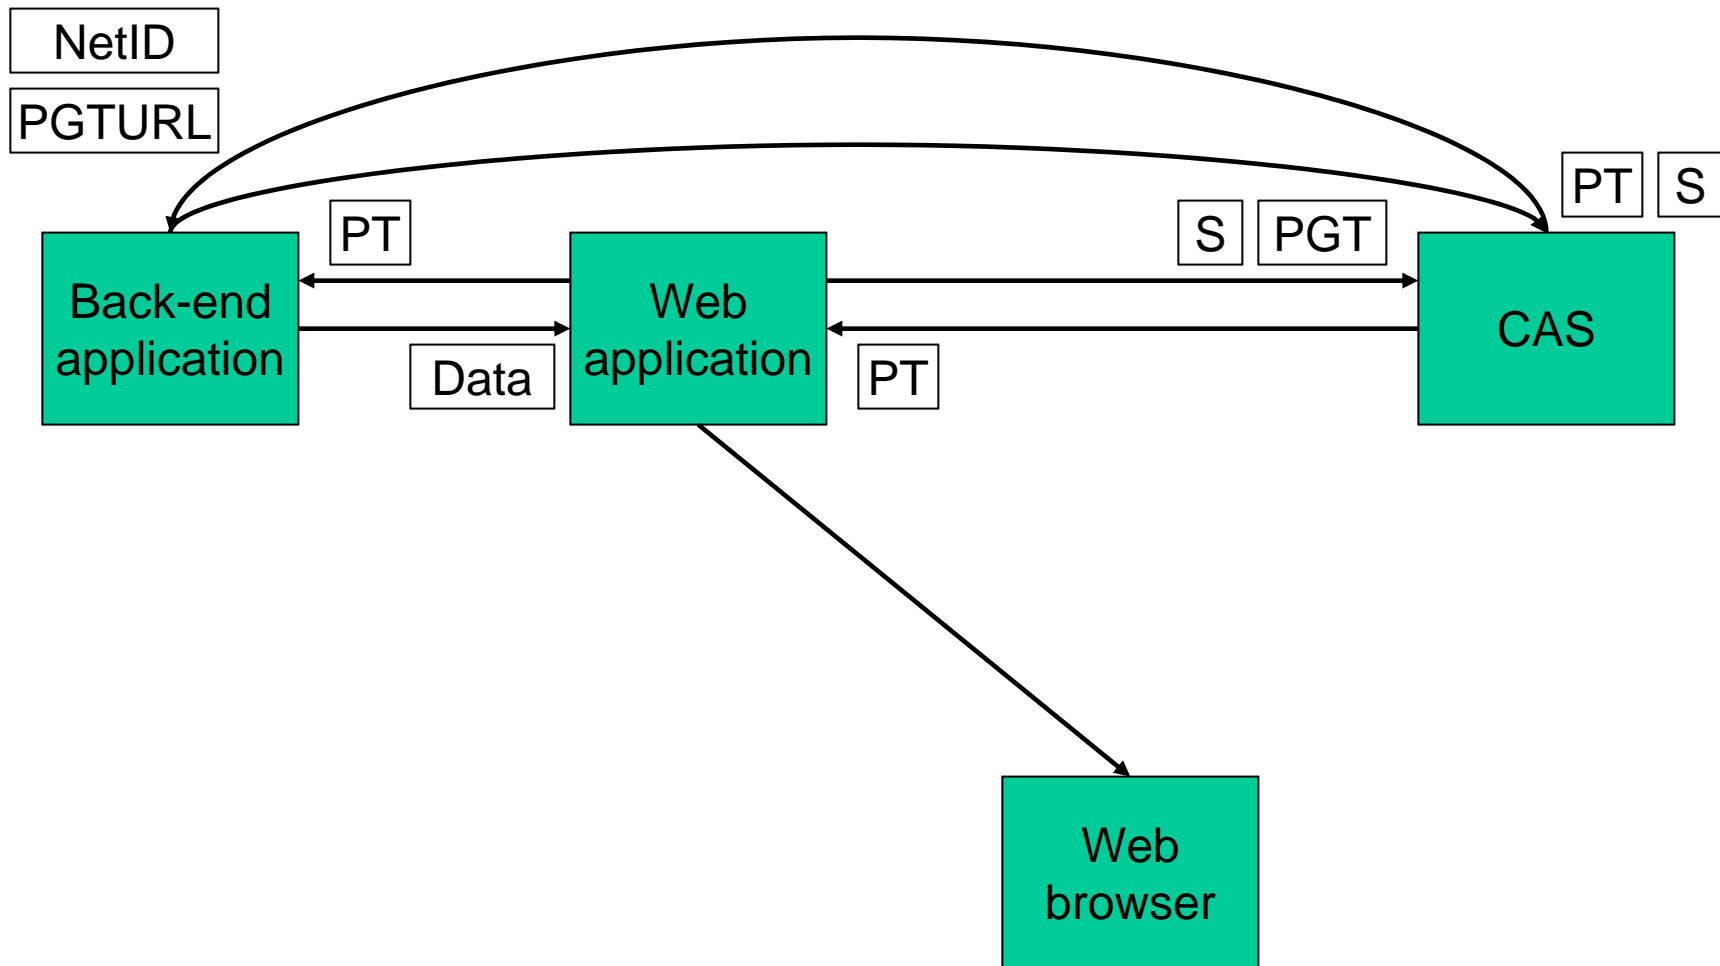 NetID
PGTURL
PT
S
PT
S
PGT
Back-end
application
Web
application
CAS
Data
PT
Web
browser